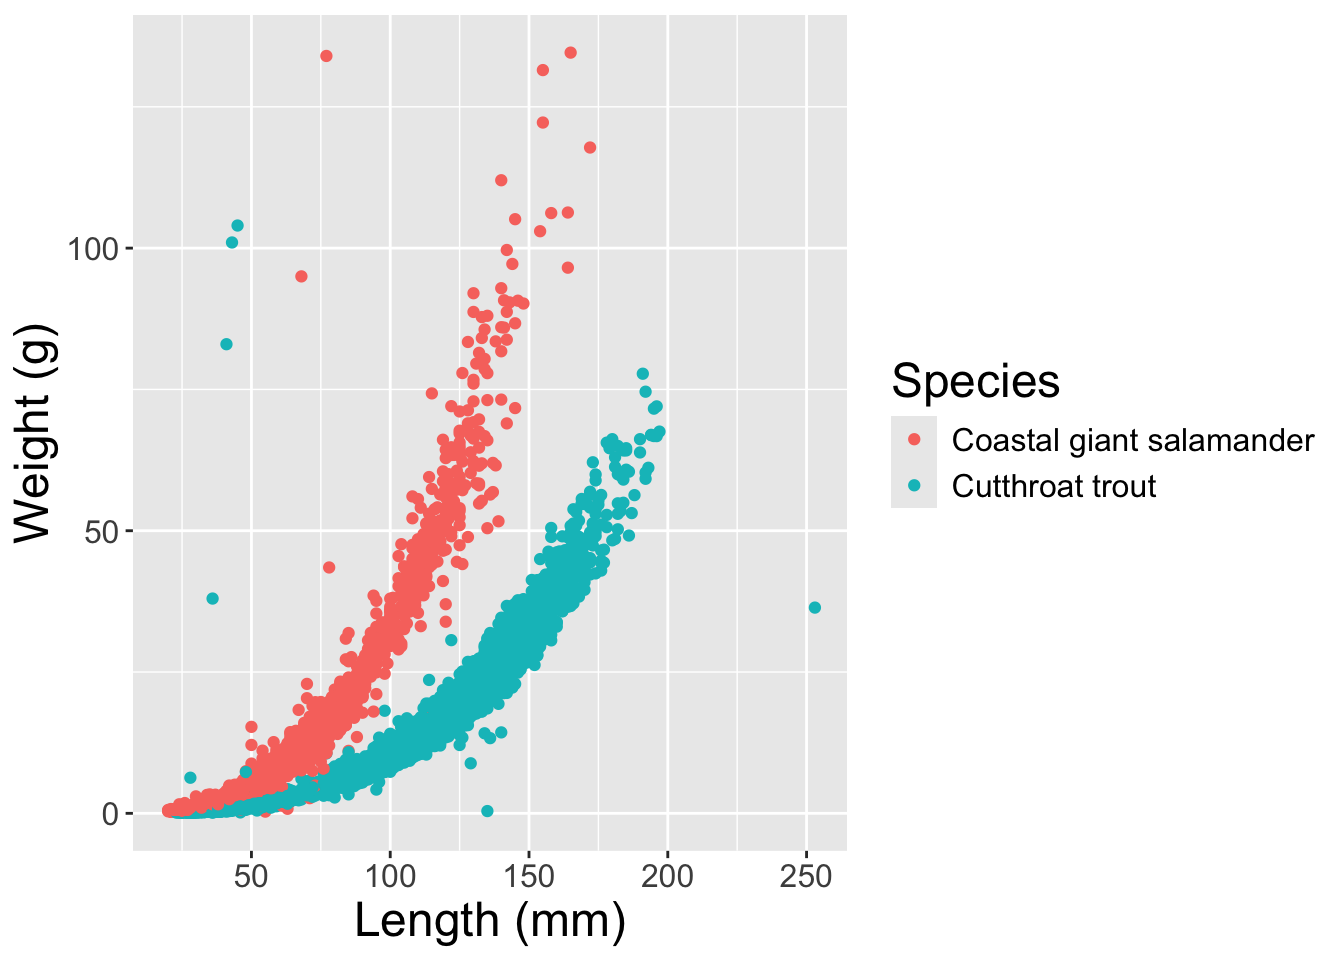 Weight (g)
100
50
0
50 100 150 200 250
Length (mm)
Species
Coastal giant salamander
Cutthroat trout